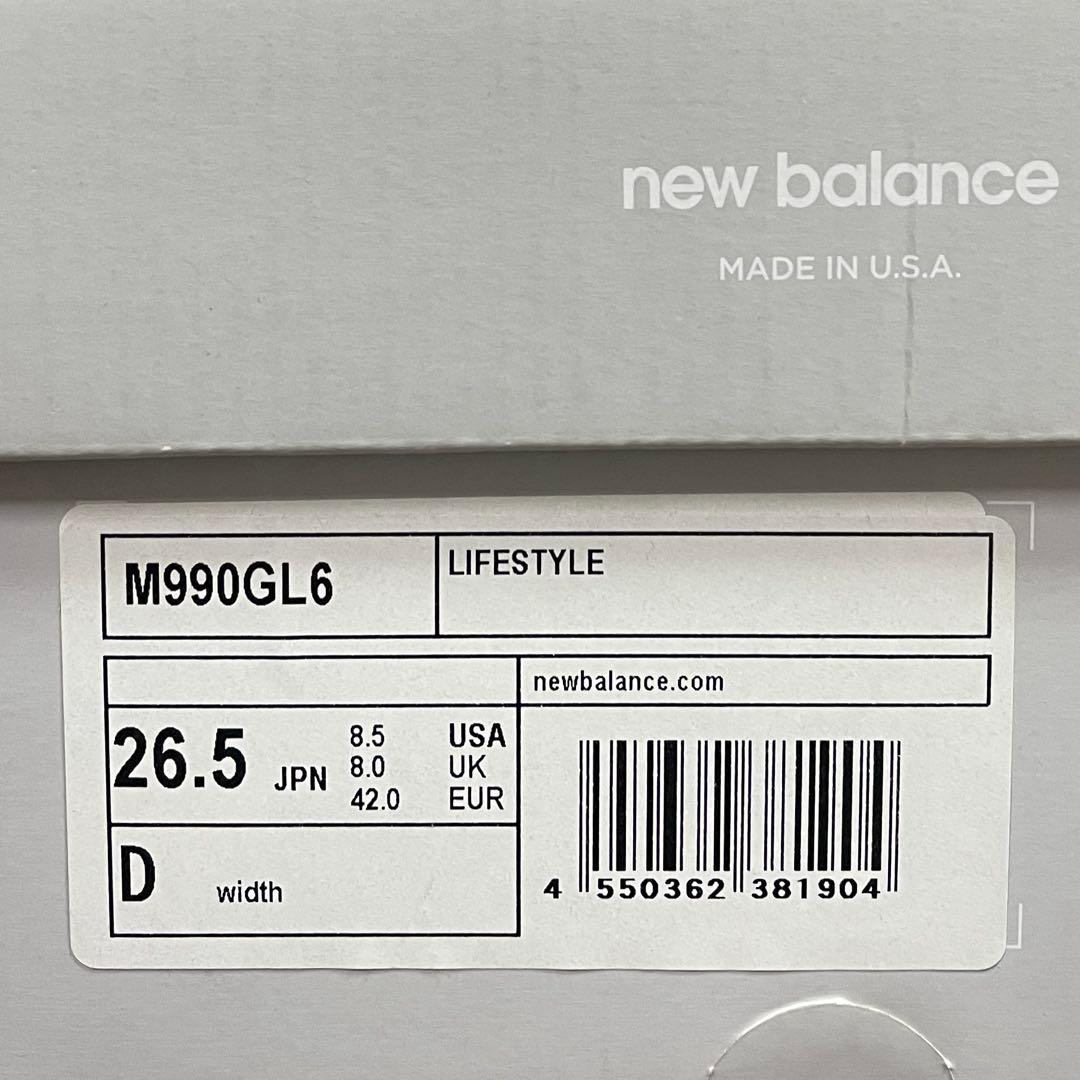 new balance
MADE IN U.S.A.
M990GL6
LIFESTYLE
newbalance.com
26.5 JPN
8.5 USA
8.0 UK
42.0 EUR
D width
4 550362 381904